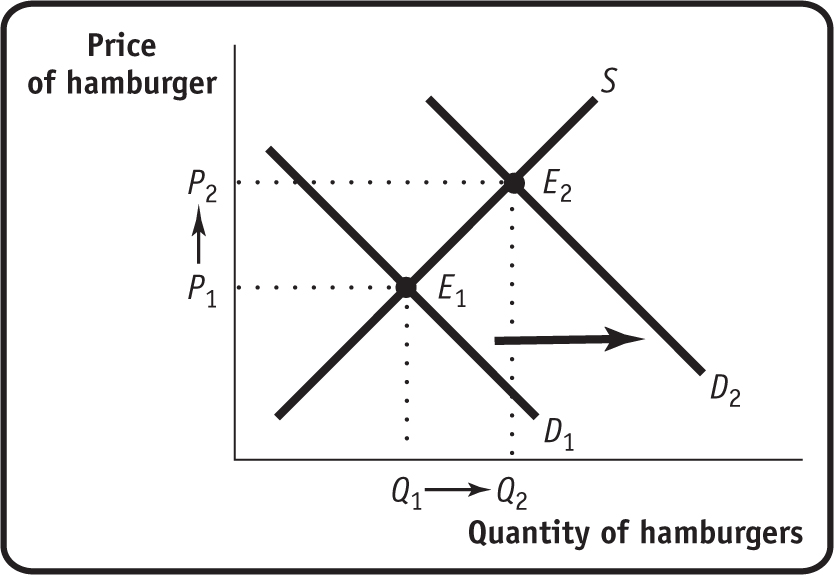 Price
of hamburger
S
P₂
E₂
P₁
E₁
D₂
D₁
Q₁ → Q₂
Quantity of hamburgers